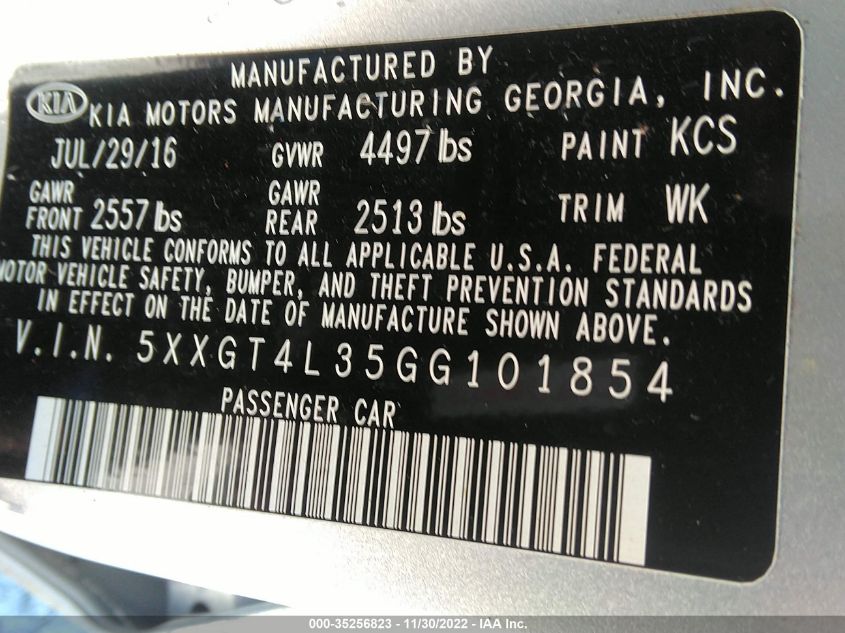 MANUFACTURED BY
KIA KIA MOTORS MANUFACTURING GEORGIA, INC.
JUL/29/16 GVWR 4497 lbs PAINT KCS
GAWR FRONT 2557 lbs GAWR REAR 2513 lbs TRIM WK
THIS VEHICLE CONFORMS TO ALL APPLICABLE U.S.A. FEDERAL
MOTOR VEHICLE SAFETY, BUMPER, AND THEFT PREVENTION STANDARDS
IN EFFECT ON THE DATE OF MANUFACTURE SHOWN ABOVE.
V.I.N. 5XXGT4L35GG101854
PASSENGER CAR
000-35256823 - 11/30/2022 - IAA Inc.